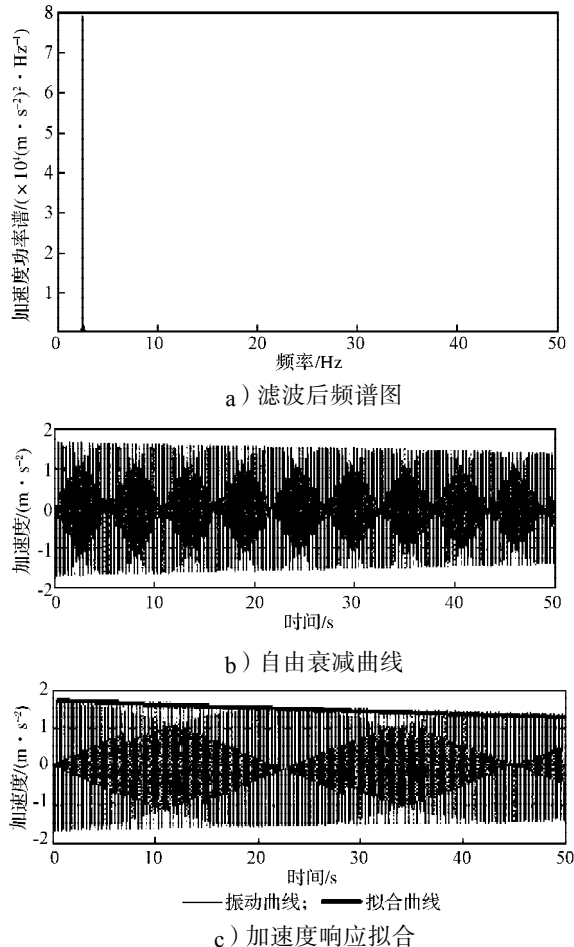 8
7
6
5
4
3
2
1
加速度功率谱/(×10⁴(m·s⁻²)²·Hz⁻¹)
0 10 20 30 40 50
频率/Hz
a）滤波后频谱图
2
1
0
-1
-2
加速度/(m·s⁻²)
0 10 20 30 40 50
时间/s
b）自由衰减曲线
2
1
0
-1
-2
加速度/(m·s⁻²)
0 10 20 30 40 50
时间/s
——振动曲线； ━━拟合曲线
c）加速度响应拟合